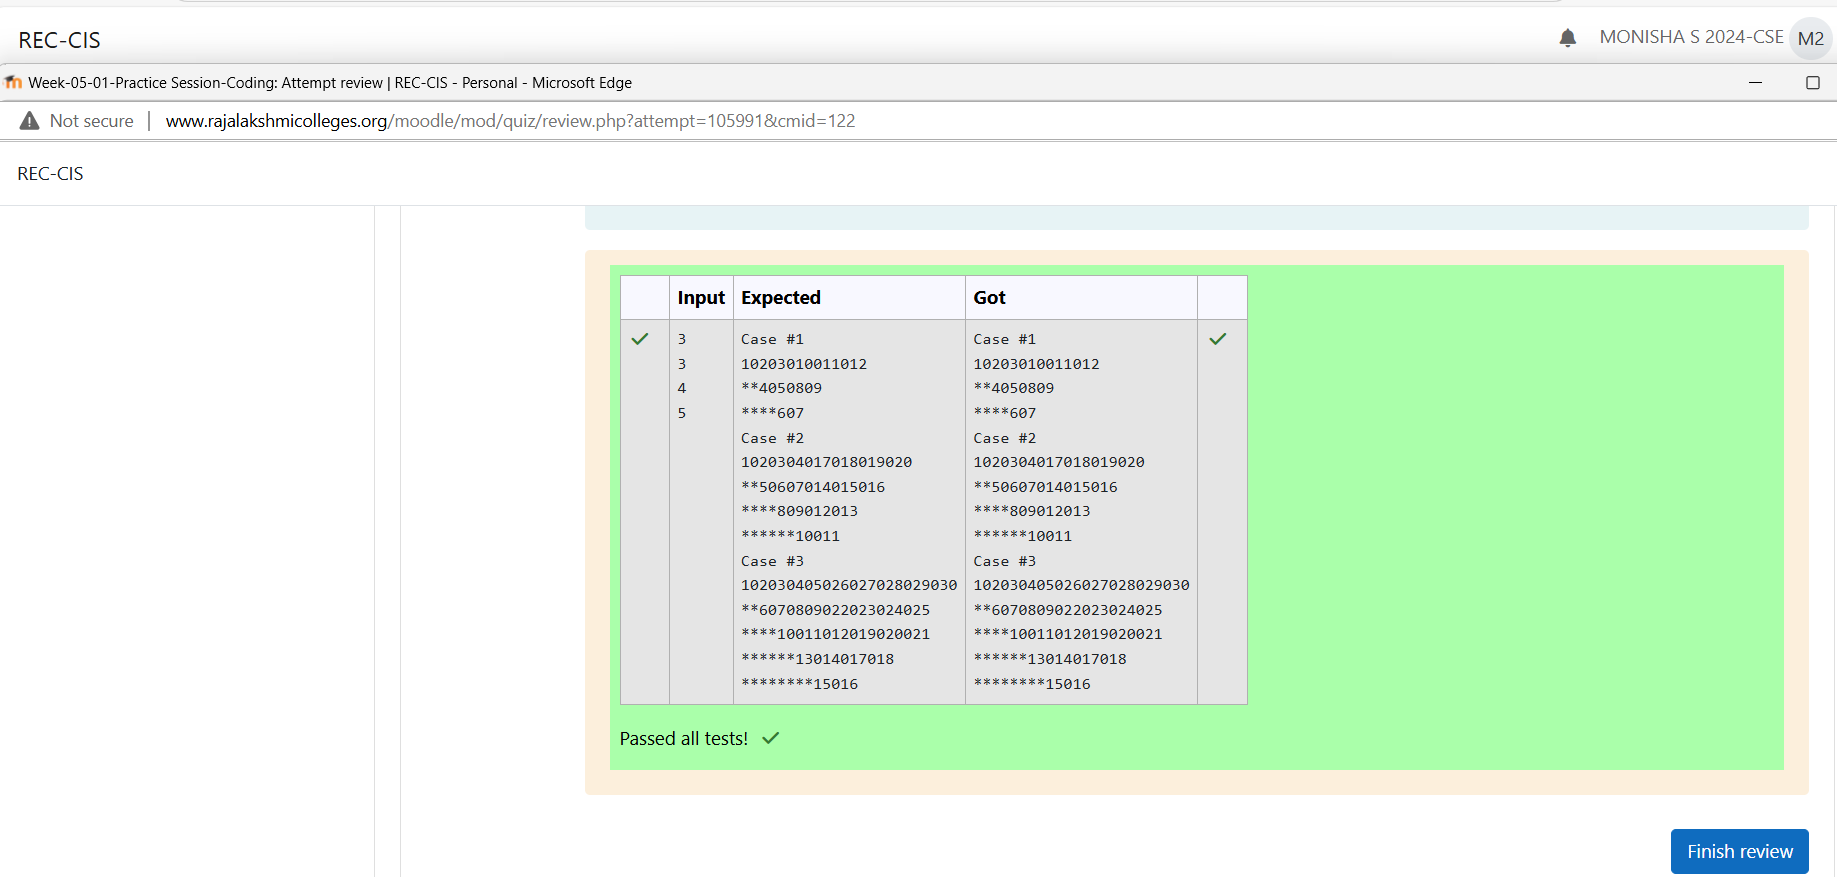 REC-CIS
MONISHA S 2024-CSE
M2
Week-05-01-Practice Session-Coding: Attempt review | REC-CIS - Personal - Microsoft Edge
Not secure | www.rajalakshmicolleges.org/moodle/mod/quiz/review.php?attempt=105991&cmid=122
REC-CIS
Input Expected Got
3 Case #1 Case #1
3 10203010011012 10203010011012
4 **4050809 **4050809
5 ****607 ****607
Case #2 Case #2
1020304017018019020 1020304017018019020
**50607014015016 **50607014015016
****809012013 ****809012013
******10011 ******10011
Case #3 Case #3
102030405026027028029030 102030405026027028029030
**6070809022023024025 **6070809022023024025
****10011012019020021 ****10011012019020021
******13014017018 ******13014017018
********15016 ********15016
Passed all tests!
Finish review